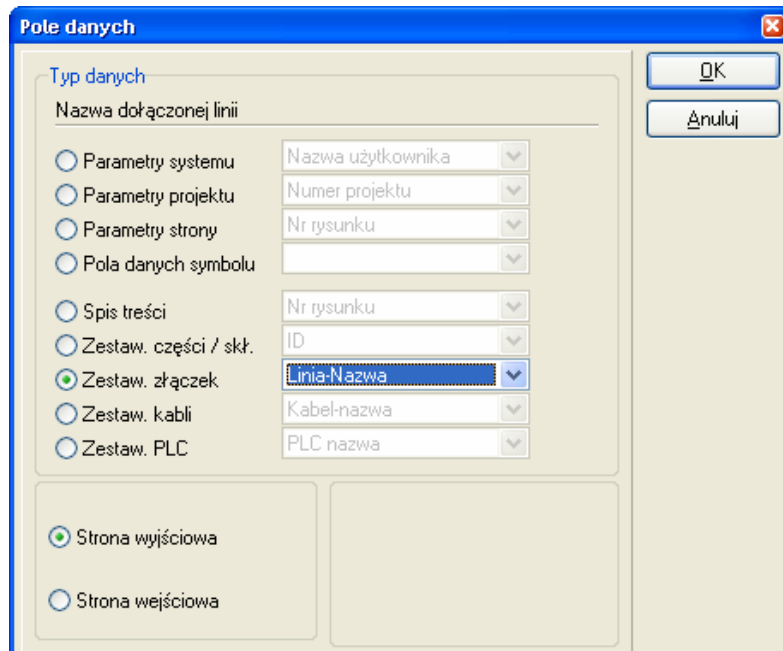 Pole danych
Typ danych
Nazwa dołączonej linii
Parametry systemu Nazwa użytkownika
Parametry projektu Numer projektu
Parametry strony Nr rysunku
Pola danych symbolu
Spis treści Nr rysunku
Zestaw. części / skł. ID
Zestaw. złączek Linia-Nazwa
Zestaw. kabli Kabel-nazwa
Zestaw. PLC PLC nazwa
Strona wyjściowa
Strona wejściowa
OK
Anuluj